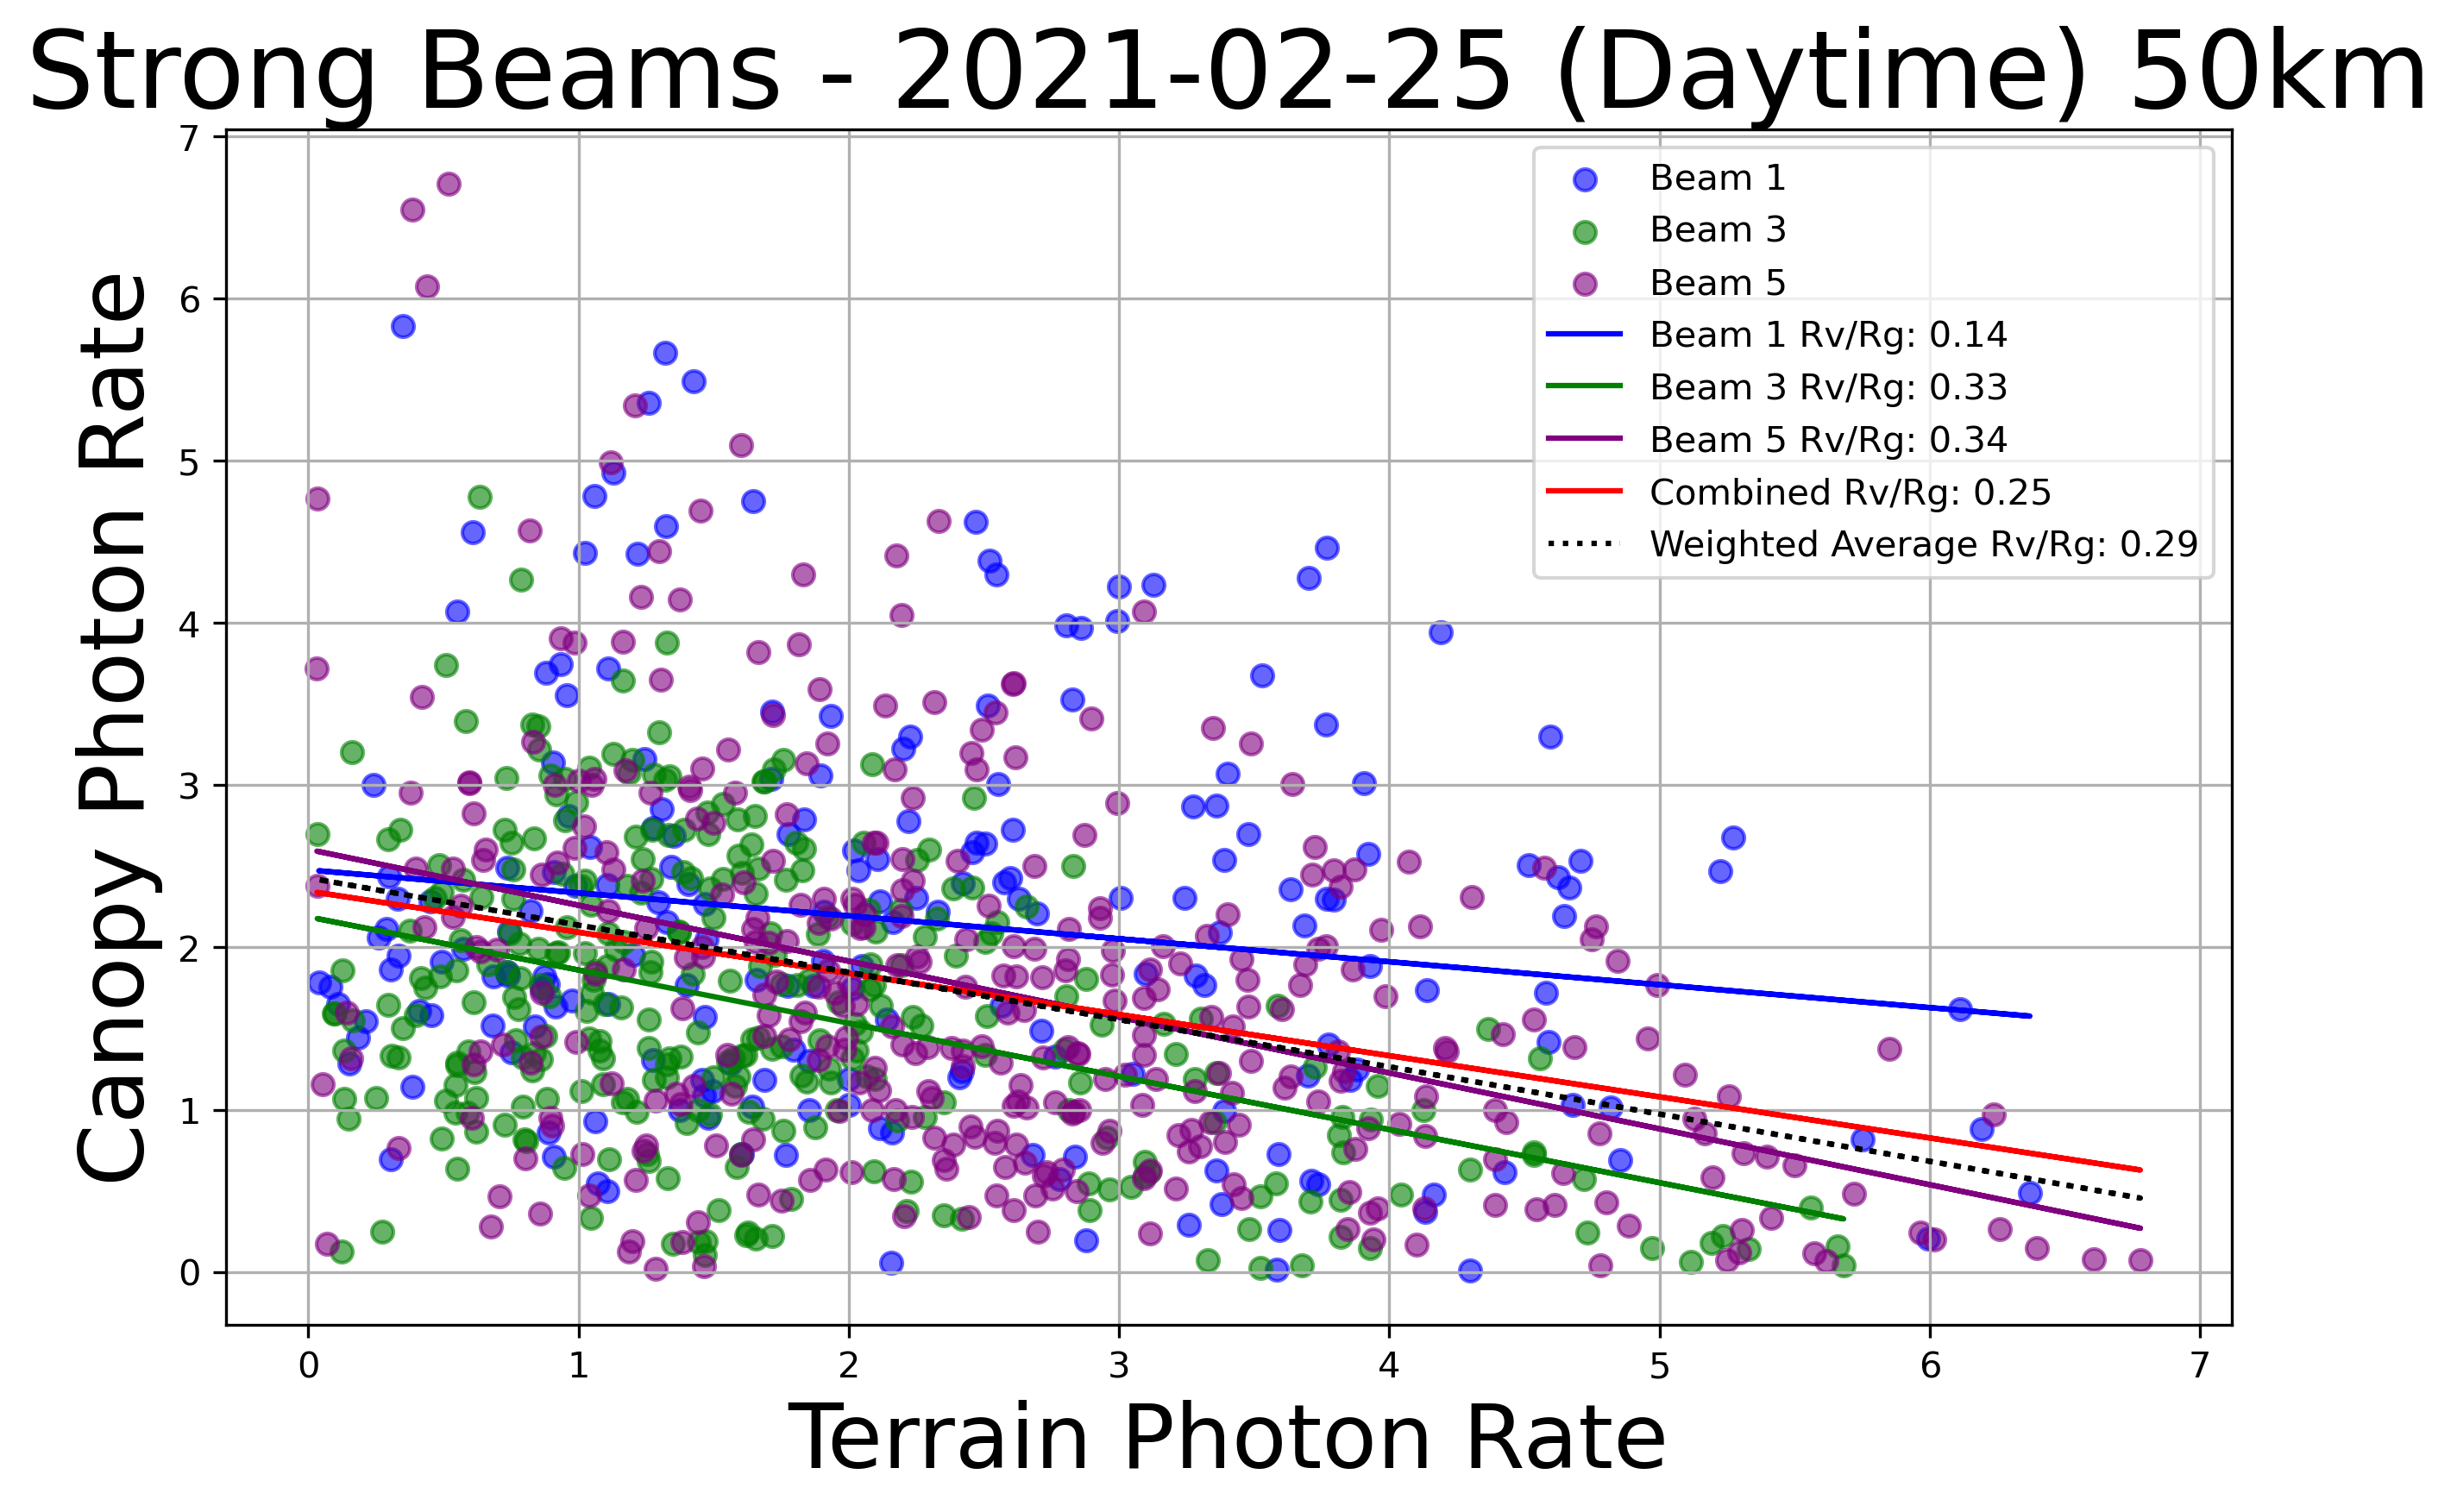 Strong Beams - 2021-02-25 (Daytime) 50km
7
6
5
4
3
2
1
0
Canopy Photon Rate
Beam 1
Beam 3
Beam 5
Beam 1 Rv/Rg: 0.14
Beam 3 Rv/Rg: 0.33
Beam 5 Rv/Rg: 0.34
Combined Rv/Rg: 0.25
Weighted Average Rv/Rg: 0.29
0 1 2 3 4 5 6 7
Terrain Photon Rate